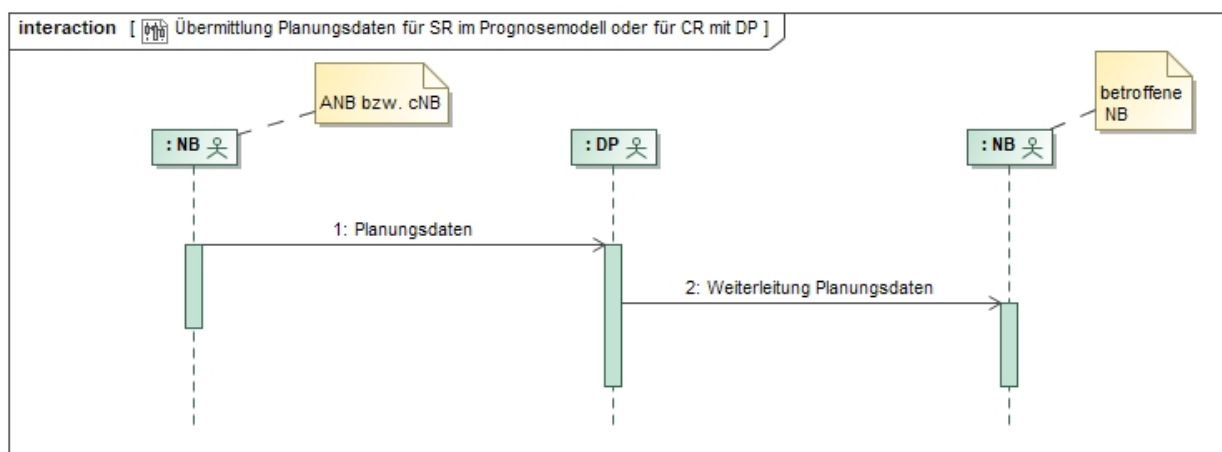 interaction [ Übermittlung Planungsdaten für SR im Prognosemodell oder für CR mit DP ]
ANB bzw. cNB
betroffene
NB
: NB
: DP
: NB
1: Planungsdaten
2: Weiterleitung Planungsdaten